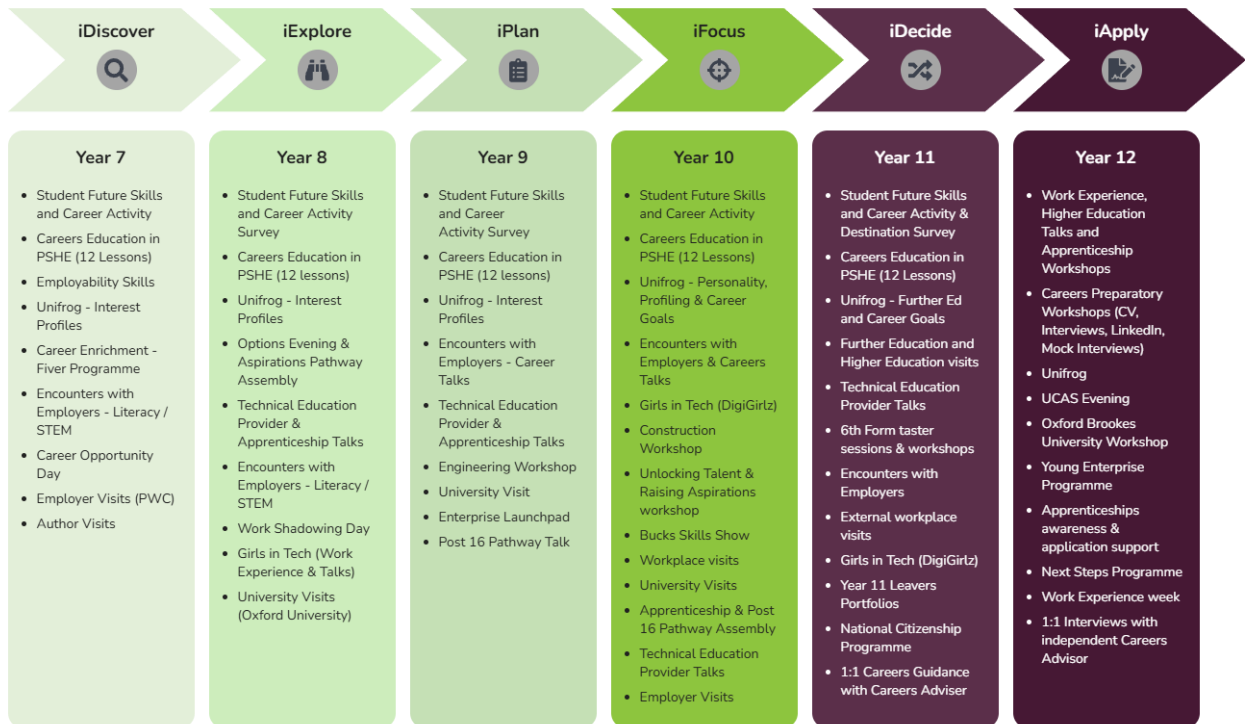 iDiscover
iExplore
iPlan
iFocus
iDecide
iApply
Year 7
• Student Future Skills
and Career Activity
• Careers Education in
PSHE (12 Lessons)
• Employability Skills
• Unifrog - Interest
Profiles
• Career Enrichment -
Fiver Programme
• Encounters with
Employers - Literacy /
STEM
• Career Opportunity
Day
• Employer Visits (PWC)
• Author Visits
Year 8
• Student Future Skills
and Career Activity
Survey
• Careers Education in
PSHE (12 lessons)
• Unifrog - Interest
Profiles
• Options Evening &
Aspirations Pathway
Assembly
• Technical Education
Provider &
Apprenticeship Talks
• Encounters with
Employers - Literacy /
STEM
• Work Shadowing Day
• Girls in Tech (Work
Experience & Talks)
• University Visits
(Oxford University)
Year 9
• Student Future Skills
and Career
Activity Survey
• Careers Education in
PSHE (12 lessons)
• Unifrog - Interest
Profiles
• Encounters with
Employers - Career
Talks
• Technical Education
Provider &
Apprenticeship Talks
• Engineering Workshop
• University Visit
• Enterprise Launchpad
• Post 16 Pathway Talk
Year 10
• Student Future Skills
and Career Activity
• Careers Education in
PSHE (12 Lessons)
• Unifrog - Personality,
Profiling & Career
Goals
• Encounters with
Employers & Careers
Talks
• Girls in Tech (DigiGirlz)
• Construction
Workshop
• Unlocking Talent &
Raising Aspirations
workshop
• Bucks Skills Show
• Workplace visits
• University Visits
• Apprenticeship & Post
16 Pathway Assembly
• Technical Education
Provider Talks
• Employer Visits
Year 11
• Student Future Skills
and Career Activity &
Destination Survey
• Careers Education in
PSHE (12 Lessons)
• Unifrog - Further Ed
and Career Goals
• Further Education and
Higher Education visits
• Technical Education
Provider Talks
• 6th Form taster
sessions & workshops
• Encounters with
Employers
• External workplace
visits
• Girls in Tech (DigiGirlz)
• Year 11 Leavers
Portfolios
• National Citizenship
Programme
• 1:1 Careers Guidance
with Careers Adviser
Year 12
• Work Experience,
Higher Education
Talks and
Apprenticeship
Workshops
• Careers Preparatory
Workshops (CV,
Interviews, LinkedIn,
Mock Interviews)
• Unifrog
• UCAS Evening
• Oxford Brookes
University Workshop
• Young Enterprise
Programme
• Apprenticeships
awareness &
application support
• Next Steps Programme
• Work Experience week
• 1:1 Interviews with
independent Careers
Advisor